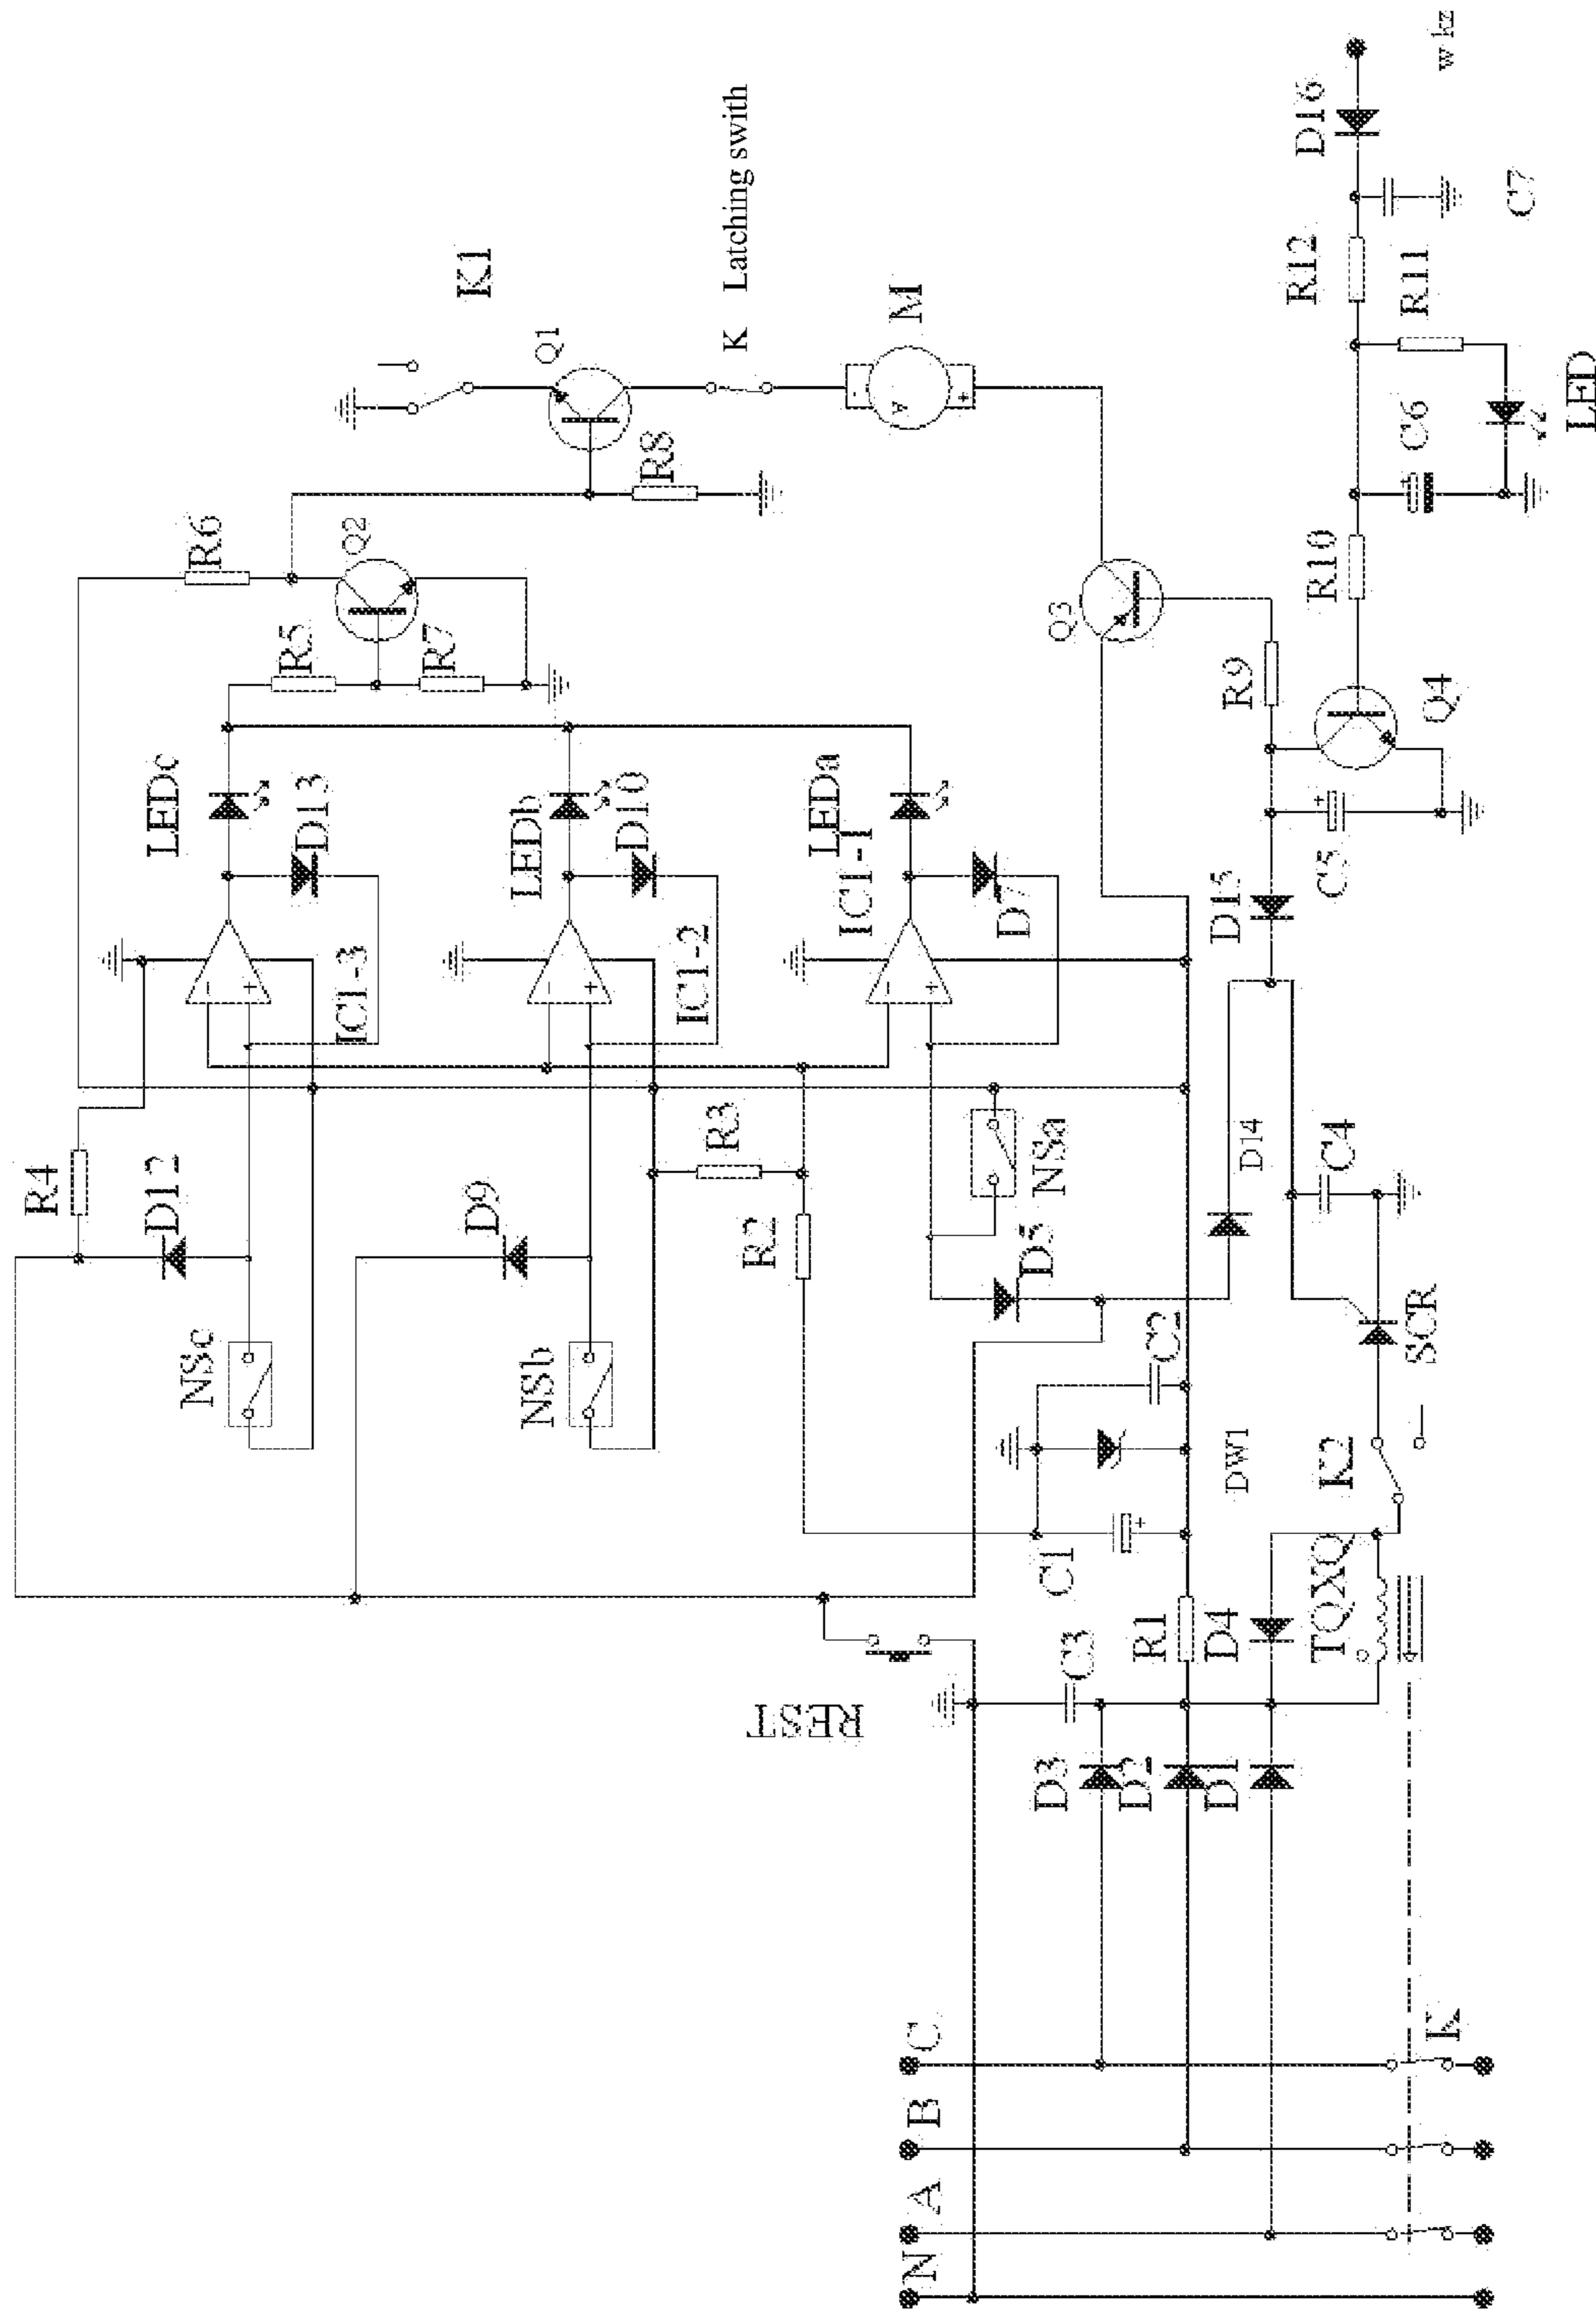 R4
D12
NSc
LEDc
D13
IC1-3
R6
Q2
R5
R7
K1
Q1
R8
K
Latching swith
M
D9
NSb
LEDb
D10
IC1-2
R3
R2
LEDa
IC1-1
D7
NSa
D5
Q3
REST
C3
C1
C2
DW1
R1
D4
D3
D2
D1
TQXQ
K2
SCR
D14
C4
D15
C5
R9
Q4
R10
C6
LED
R11
R12
C7
D16
w kz
N
A
B
C
K